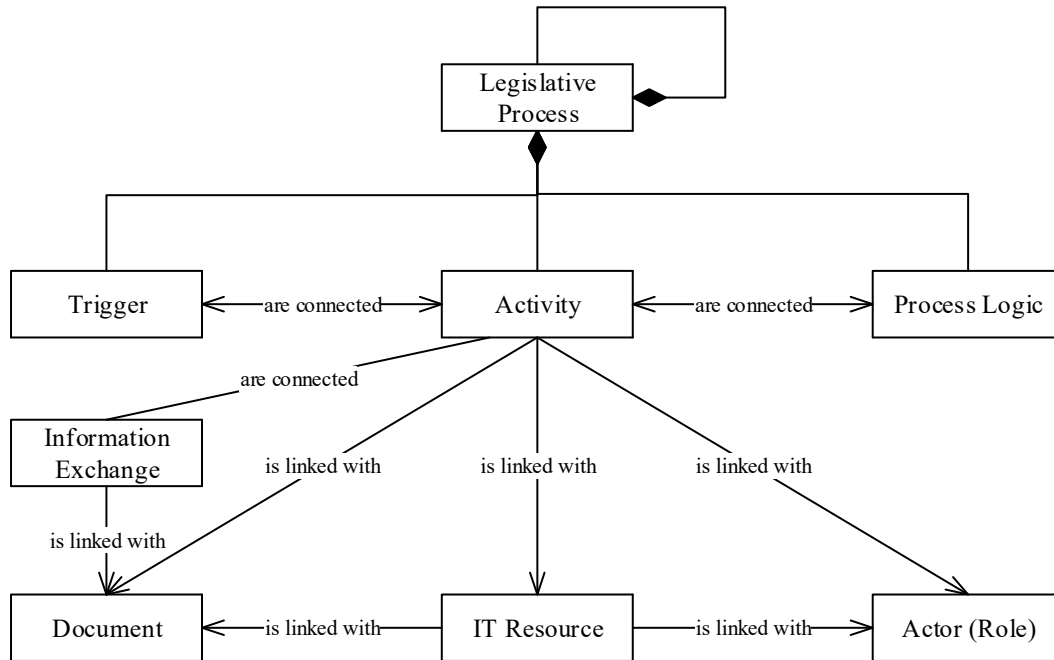 Legislative
Process
Trigger
are connected
Activity
are connected
Process Logic
are connected
Information
Exchange
is linked with
is linked with
is linked with
is linked with
Document
is linked with
IT Resource
is linked with
Actor (Role)